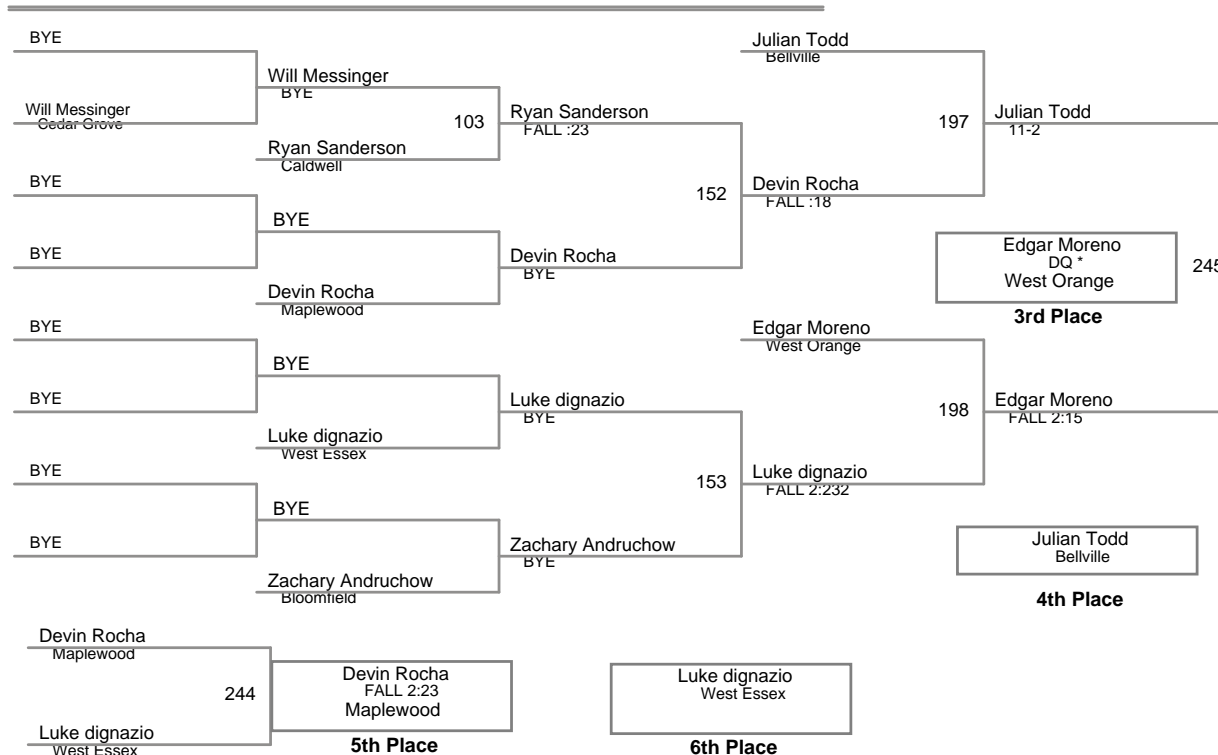 BYE
Will Messinger
Cedar Grove
BYE
BYE
BYE
BYE
BYE
BYE
Will Messinger
BYE
103
Ryan Sanderson
Caldwell
BYE
Devin Rocha
Maplewood
BYE
Luke dignazio
West Essex
BYE
Zachary Andruchow
Bloomfield
Ryan Sanderson
FALL :23
152
Devin Rocha
BYE
Luke dignazio
BYE
153
Zachary Andruchow
BYE
Julian Todd
Bellville
197
Devin Rocha
FALL :18
Edgar Moreno
West Orange
198
Luke dignazio
FALL 2:232
Julian Todd
11-2
Edgar Moreno
DQ *
West Orange
245
3rd Place
Edgar Moreno
FALL 2:15
Julian Todd
Bellville
4th Place
Devin Rocha
Maplewood
244
Luke dignazio
West Essex
Devin Rocha
FALL 2:23
Maplewood
5th Place
Luke dignazio
West Essex
6th Place